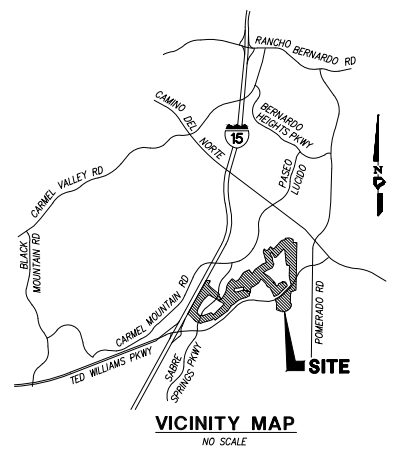 RANCHO BERNARDO RD
CAMINO DEL NORTE
BERNARDO
HEIGHTS PKWY
15
PASEO
LUCIDO
N
CARMEL VALLEY RD
BLACK
MOUNTAIN RD
CARMEL MOUNTAIN RD
POMERADO RD
TED WILLIAMS PKWY
SABRE
SPRINGS PKWY
SITE
VICINITY MAP
NO SCALE